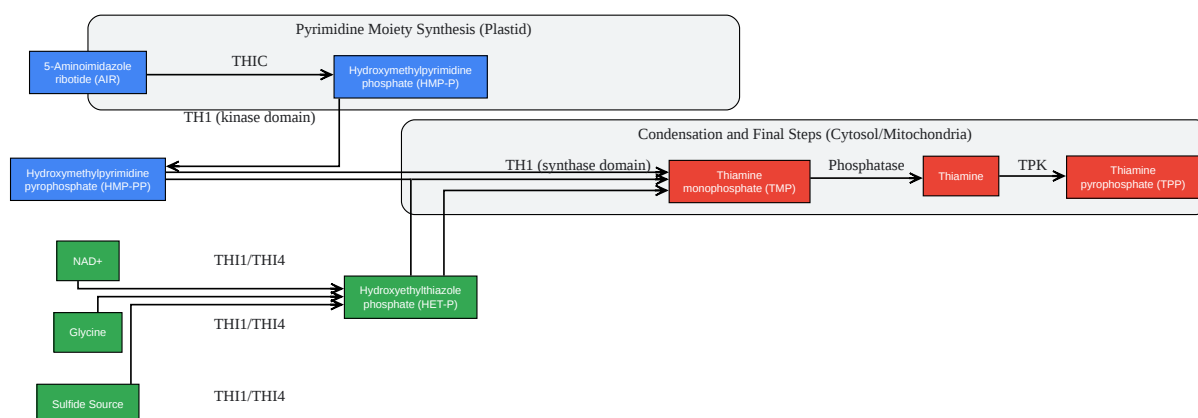 Pyrimidine Moiety Synthesis (Plastid)
5-Aminoimidazole
ribotide (AIR)
THIC
Hydroxymethylpyrimidine
phosphate (HMP-P)
TH1 (kinase domain)
Condensation and Final Steps (Cytosol/Mitochondria)
Hydroxymethylpyrimidine
pyrophosphate (HMP-PP)
TH1 (synthase domain)
Thiamine
monophosphate (TMP)
Phosphatase
Thiamine
TPK
Thiamine
pyrophosphate (TPP)
NAD+
THI1/THI4
Hydroxyethylthiazole
phosphate (HET-P)
Glycine
THI1/THI4
Sulfide Source
THI1/THI4